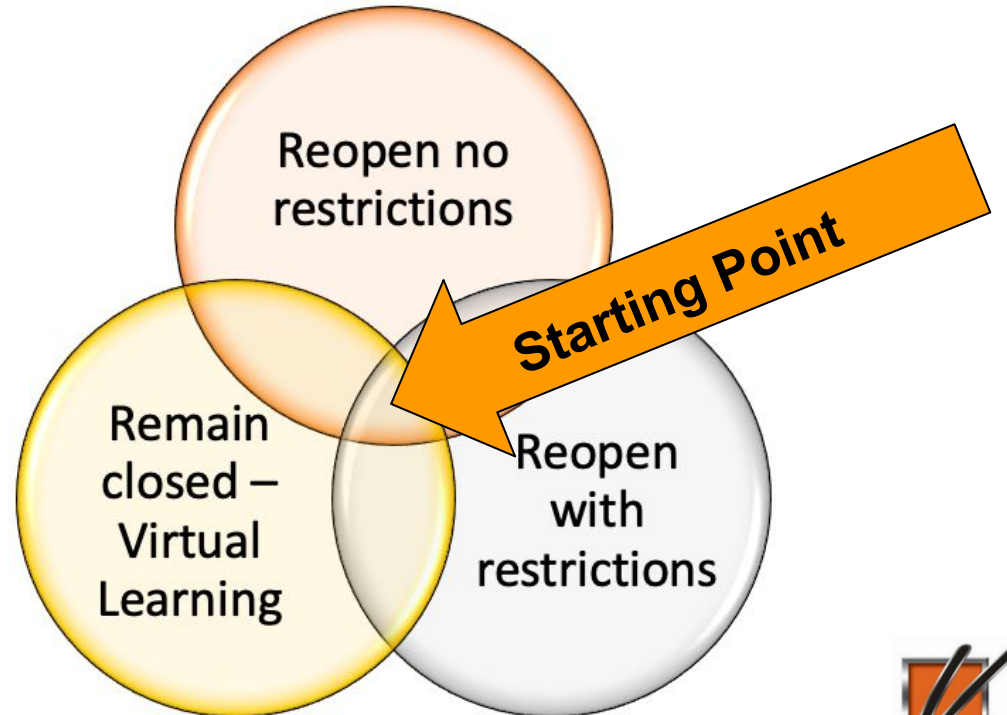 Reopen no
restrictions
Starting Point
Remain
closed –
Virtual
Learning
Reopen
with
restrictions